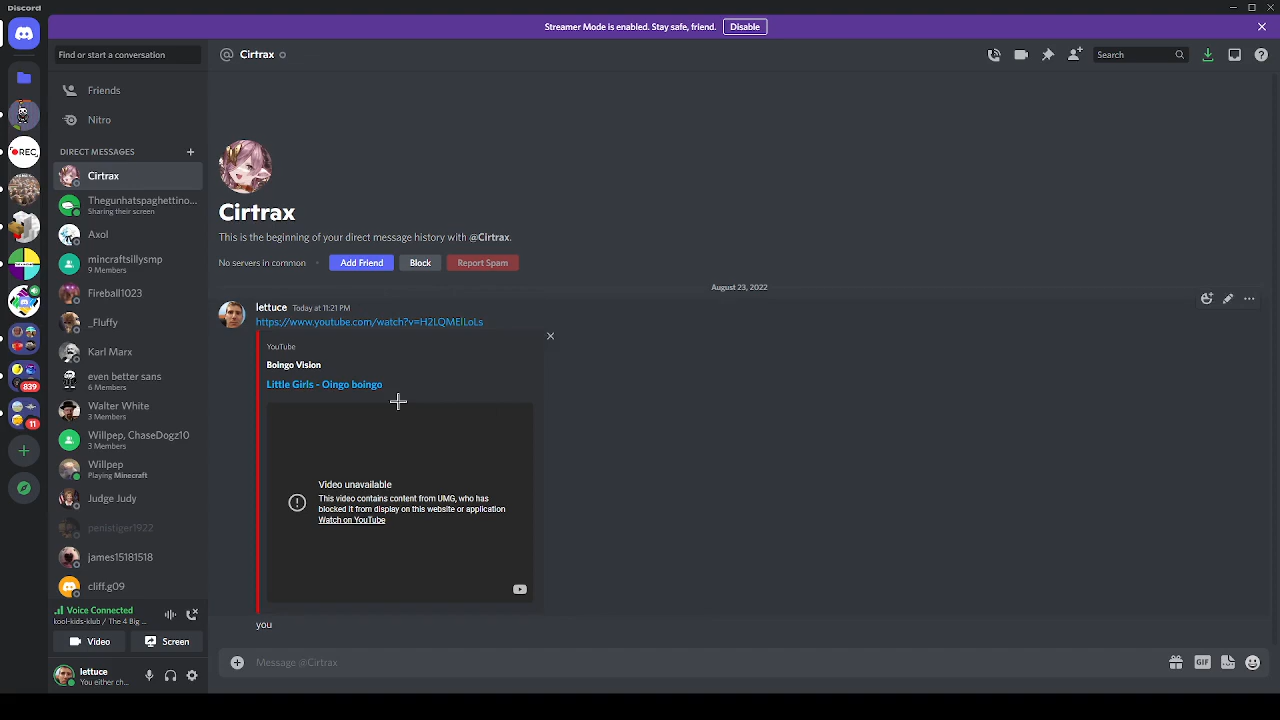 Discord
Streamer Mode is enabled. Stay safe, friend. Disable
Find or start a conversation
Cirtrax
Search
Friends
Nitro
DIRECT MESSAGES
Cirtrax
Thegunhatspaghettino...
Sharing their screen
Axol
mincraftsillysmp
9 Members
Fireball1023
_Fluffy
Karl Marx
even better sans
6 Members
Walter White
3 Members
Willpep, ChaseDogz10
3 Members
Willpep
Playing Minecraft
Judge Judy
penistiger1922
james15181518
cliff.g09
REC
839
11
Voice Connected
kool-kids-klub / The 4 Big ...
Video
Screen
lettuce
You either ch...
Cirtrax
This is the beginning of your direct message history with @Cirtrax.
No servers in common
Add Friend
Block
Report Spam
August 23, 2022
lettuce Today at 11:21 PM
https://www.youtube.com/watch?v=H2LQMElLoLs
YouTube
Boingo Vision
Little Girls - Oingo boingo
Video unavailable
This video contains content from UMG, who has
blocked it from display on this website or application
Watch on YouTube
you
Message @Cirtrax
GIF